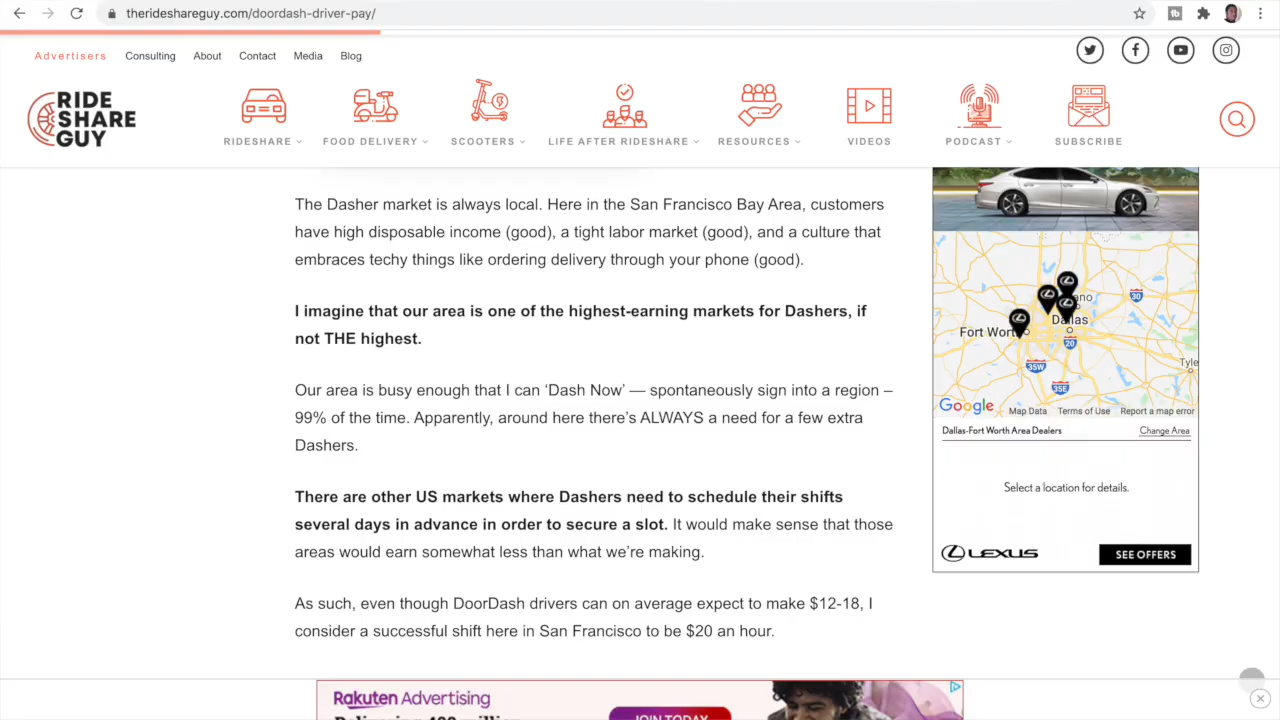 therideshareguy.com/doordash-driver-pay/
Advertisers Consulting About Contact Media Blog
RIDE
SHARE
GUY
RIDESHARE FOOD DELIVERY SCOOTERS LIFE AFTER RIDESHARE RESOURCES VIDEOS PODCAST SUBSCRIBE
The Dasher market is always local. Here in the San Francisco Bay Area, customers
have high disposable income (good), a tight labor market (good), and a culture that
embraces techy things like ordering delivery through your phone (good).
I imagine that our area is one of the highest-earning markets for Dashers, if
not THE highest.
Our area is busy enough that I can ‘Dash Now’ — spontaneously sign into a region –
99% of the time. Apparently, around here there’s ALWAYS a need for a few extra
Dashers.
There are other US markets where Dashers need to schedule their shifts
several days in advance in order to secure a slot. It would make sense that those
areas would earn somewhat less than what we’re making.
As such, even though DoorDash drivers can on average expect to make $12-18, I
consider a successful shift here in San Francisco to be $20 an hour.
30
ano
Dallas
Fort Wort
20
Tyle
35W
35E
Google Map Data Terms of Use Report a map error
Dallas-Fort Worth Area Dealers Change Area
Select a location for details.
LEXUS SEE OFFERS
Rakuten Advertising
JOIN TODAY